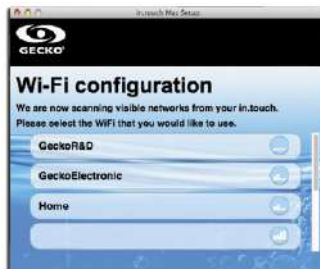 in.touch Mac Setup
GECKO
Wi-Fi configuration
We are now scanning visible networks from your in.touch.
Please select the WiFi that you would like to use.
GeckoR&D
GeckoElectronic
Home